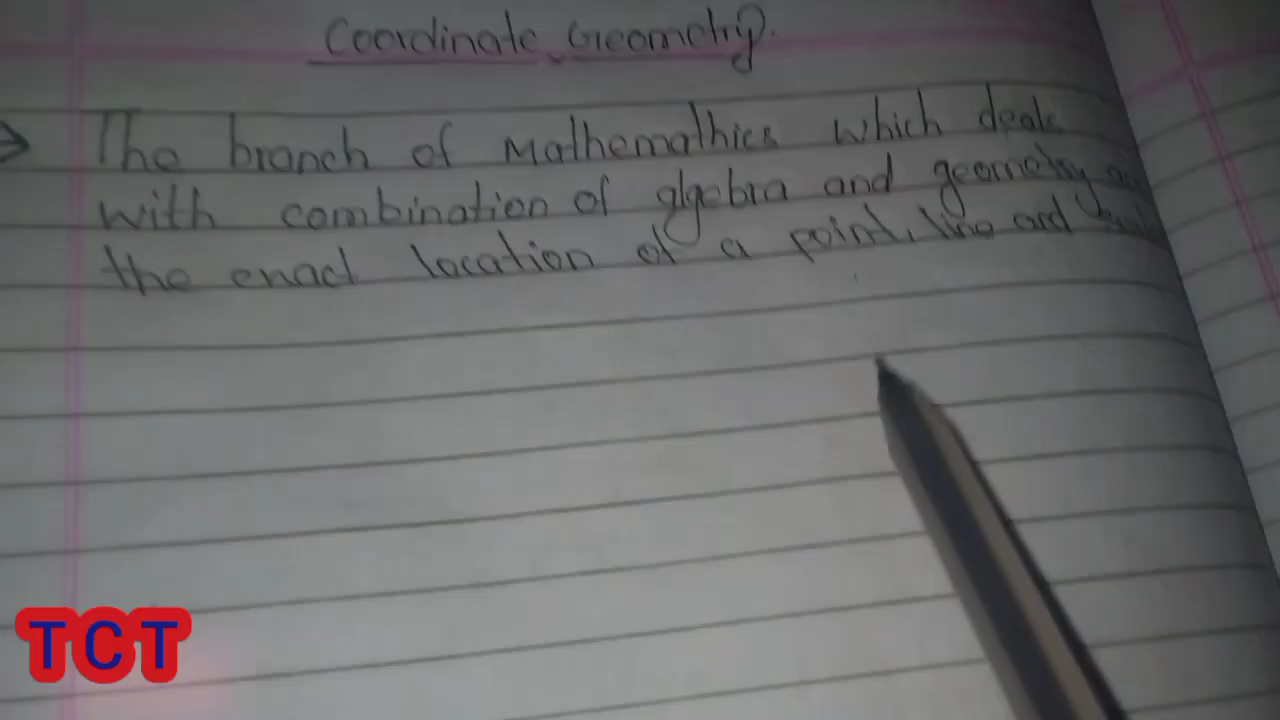 Coordinate Geometry.
→ The branch of Mathemathics which deals
with combination of algebra and geometry
the exact location of a point, line and
TCT